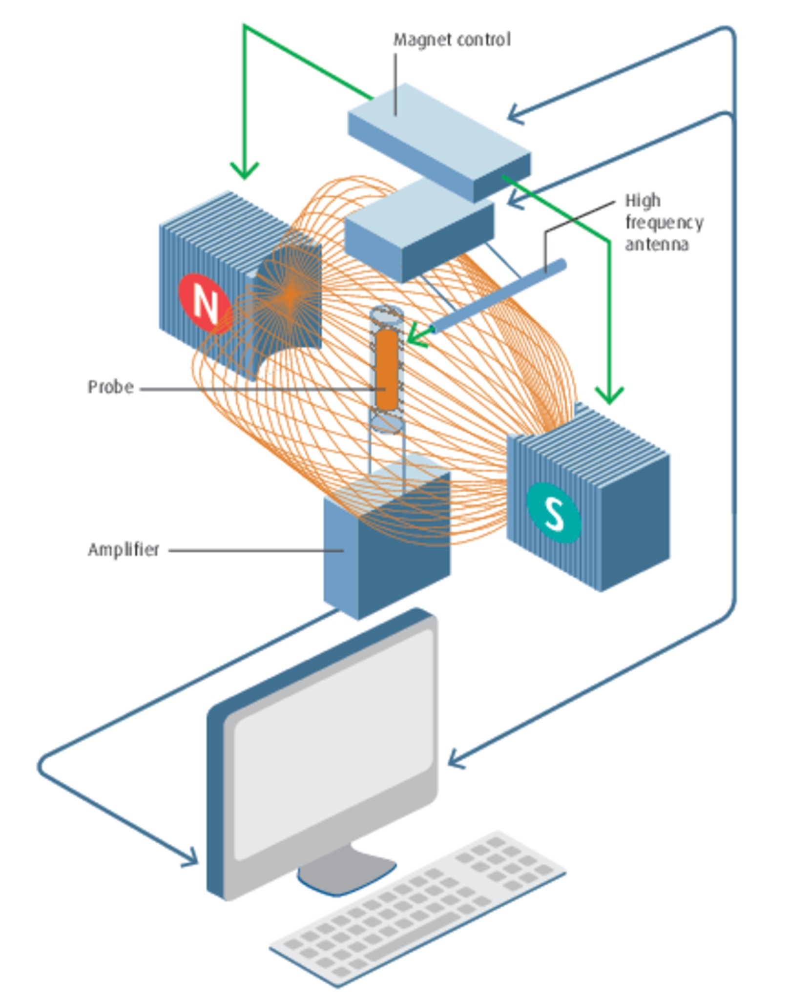 Magnet control
High
frequency
antenna
N
Probe
S
Amplifier